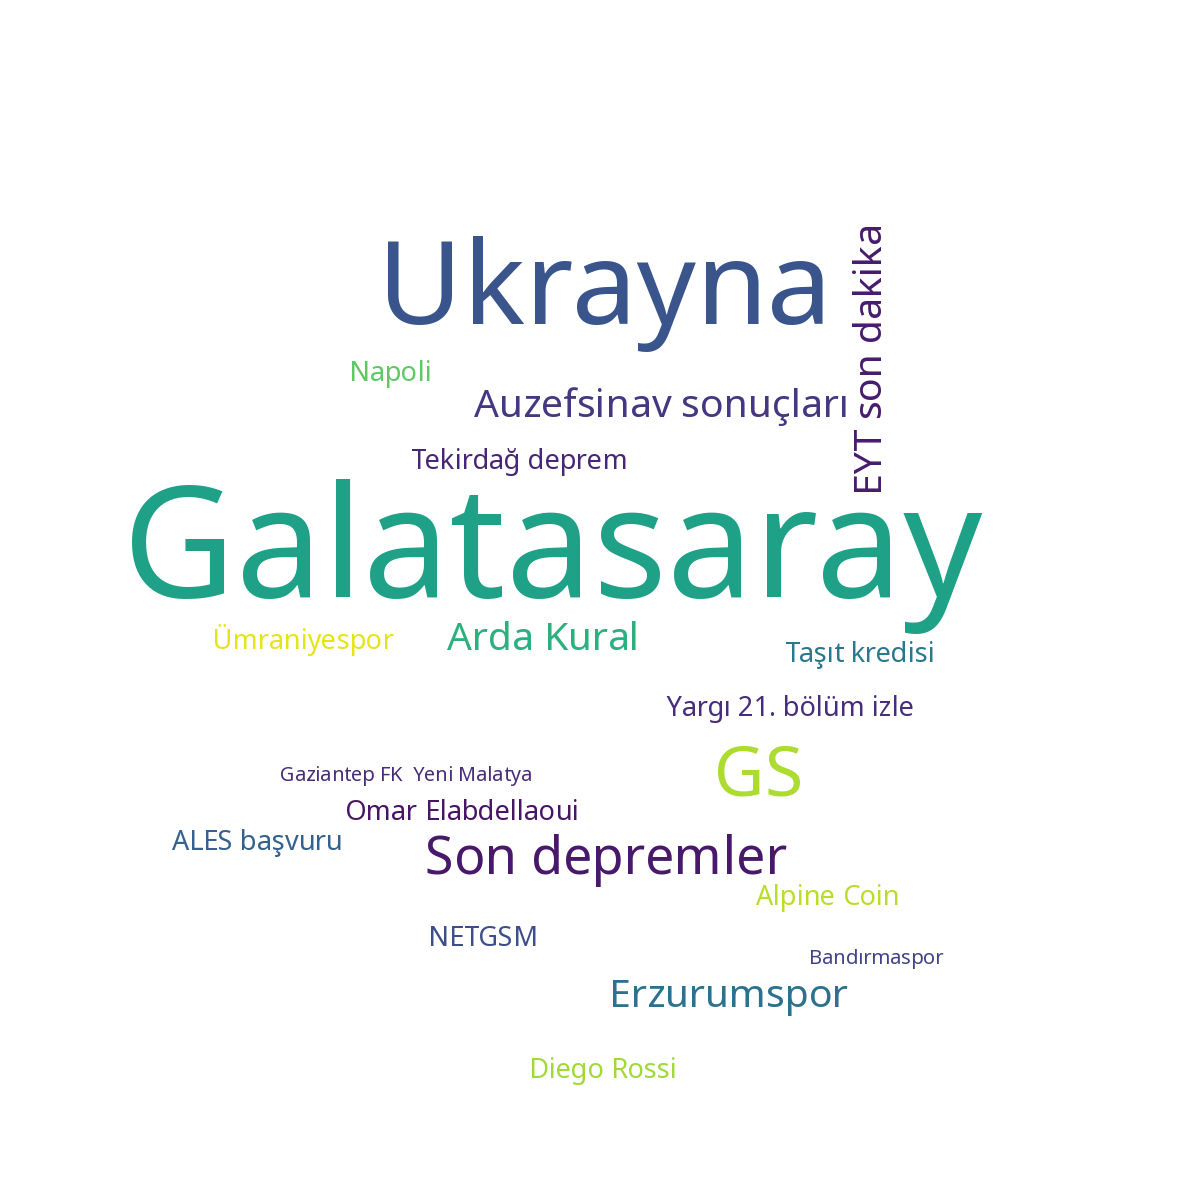 Ukrayna
EYT son dakika
Napoli
Auzefsinav sonuçları
Tekirdağ deprem
Galatasaray
Ümraniyespor
Arda Kural
Taşıt kredisi
Yargı 21. bölüm izle
GS
Gaziantep FK Yeni Malatya
Omar Elabdellaoui
ALES başvuru
Son depremler
Alpine Coin
NETGSM
Bandırmaspor
Erzurumspor
Diego Rossi